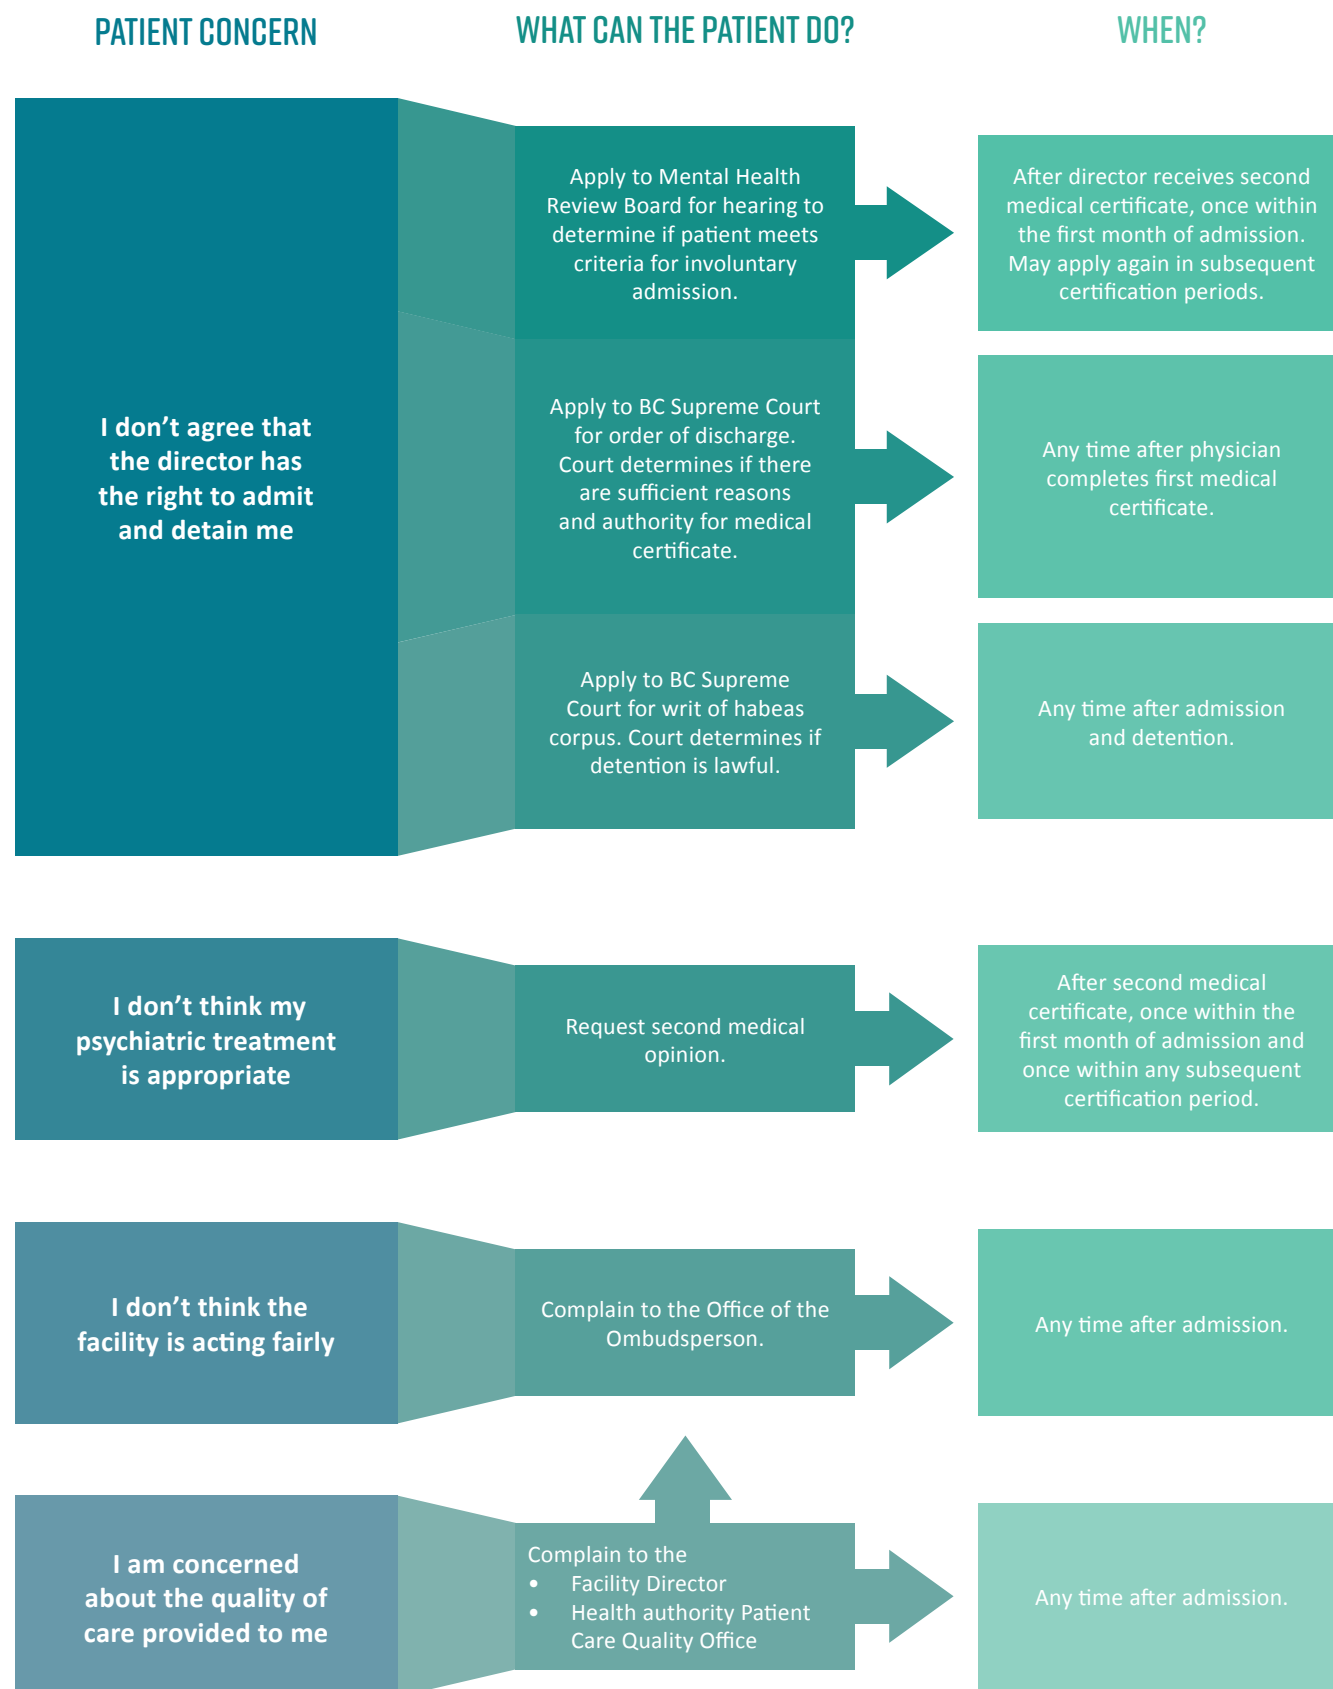 PATIENT CONCERN
WHAT CAN THE PATIENT DO?
WHEN?
I don’t agree that
the director has
the right to admit
and detain me
Apply to Mental Health
Review Board for hearing to
determine if patient meets
criteria for involuntary
admission.
After director receives second
medical certificate, once within
the first month of admission.
May apply again in subsequent
certification periods.
Apply to BC Supreme Court
for order of discharge.
Court determines if there
are sufficient reasons
and authority for medical
certificate.
Any time after physician
completes first medical
certificate.
Apply to BC Supreme
Court for writ of habeas
corpus. Court determines if
detention is lawful.
Any time after admission
and detention.
I don’t think my
psychiatric treatment
is appropriate
Request second medical
opinion.
After second medical
certificate, once within the
first month of admission and
once within any subsequent
certification period.
I don’t think the
facility is acting fairly
Complain to the Office of the
Ombudsperson.
Any time after admission.
I am concerned
about the quality of
care provided to me
Complain to the
• Facility Director
• Health authority Patient
Care Quality Office
Any time after admission.